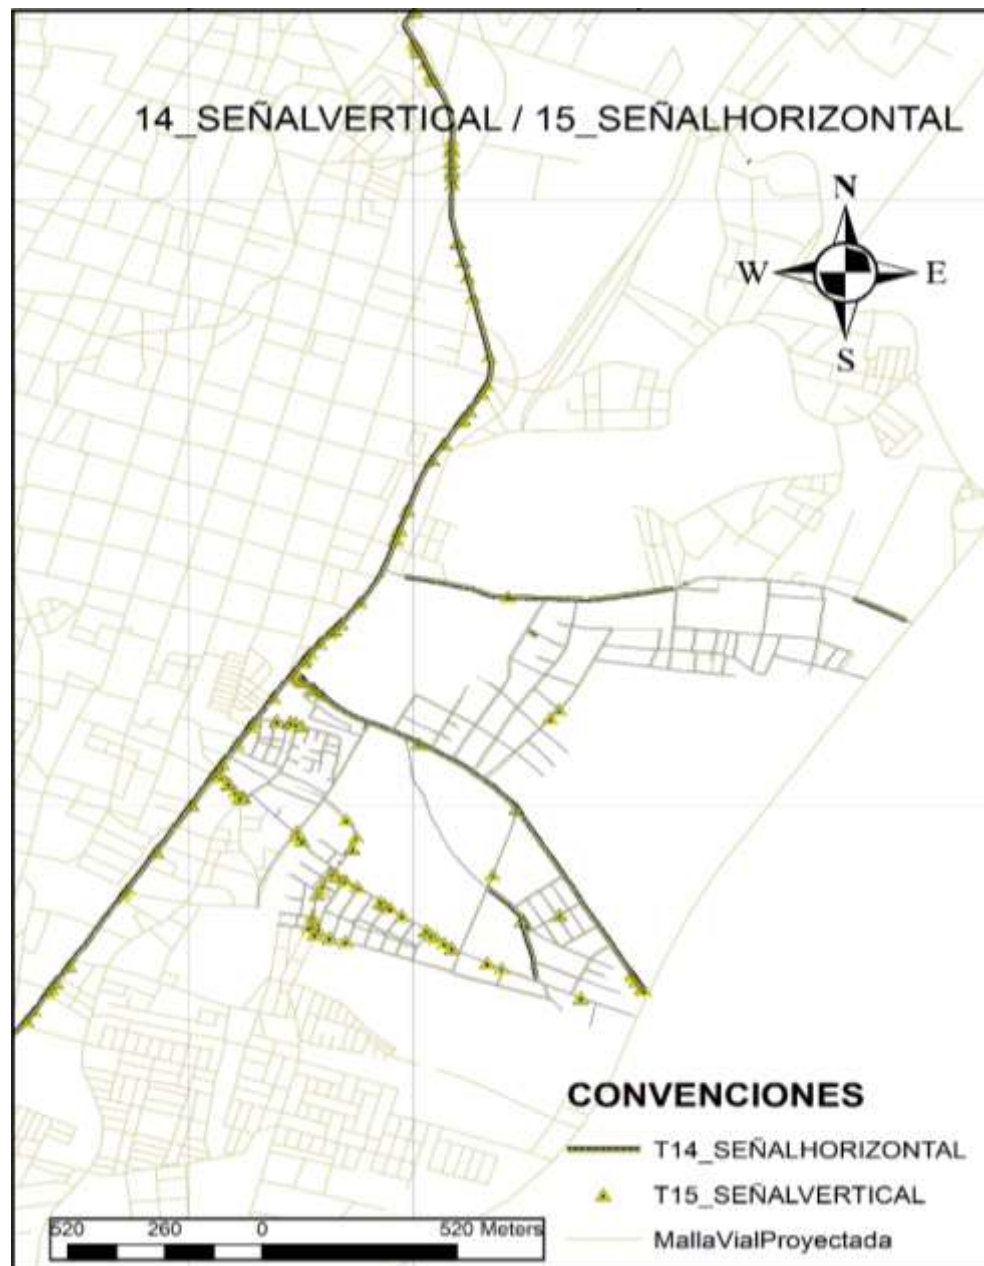 14_SEÑALVERTICAL / 15_SEÑALHORIZONTAL
N
W E
S
CONVENCIONES
T14_SEÑALHORIZONTAL
T15_SEÑALVERTICAL
MallaVialProyectada
520 260 0 520 Meters